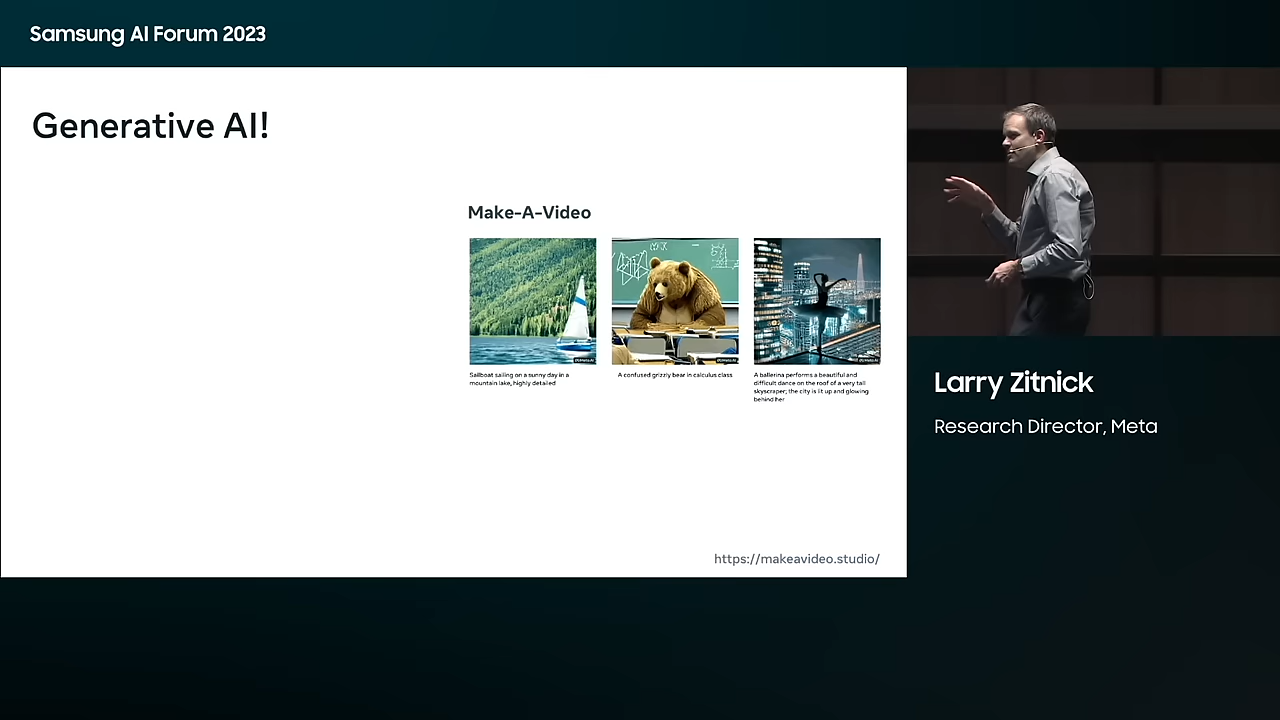 Samsung AI Forum 2023
Generative AI!
Make-A-Video
Sailboat sailing on a sunny day in a
mountain lake, highly detailed
A confused grizzly bear in calculus class
A ballerina performs a beautiful and
difficult dance on the roof of a very tall
skyscraper; the city is lit up and glowing
behind her
https://makeavideo.studio/
Larry Zitnick
Research Director, Meta